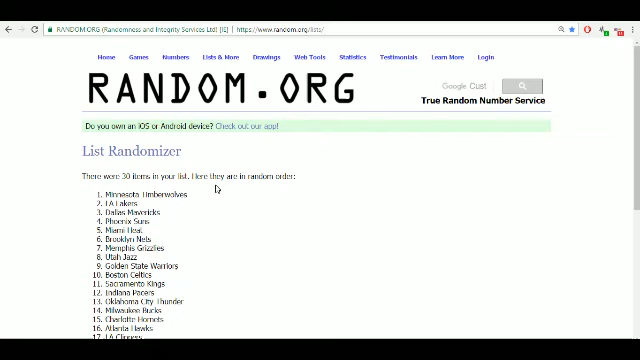 RANDOM.ORG (Randomness and Integrity Services Ltd) [IE] https://www.random.org/lists/
Home Games Numbers Lists & More Drawings Web Tools Statistics Testimonials Learn More Login
RANDOM.ORG
Google Cust
True Random Number Service
Do you own an iOS or Android device? Check out our app!
List Randomizer
There were 30 items in your list. Here they are in random order:
1. Minnesota Timberwolves
2. LA Lakers
3. Dallas Mavericks
4. Phoenix Suns
5. Miami Heat
6. Brooklyn Nets
7. Memphis Grizzlies
8. Utah Jazz
9. Golden State Warriors
10. Boston Celtics
11. Sacramento Kings
12. Indiana Pacers
13. Oklahoma City Thunder
14. Milwaukee Bucks
15. Charlotte Hornets
16. Atlanta Hawks
17. LA Clippers